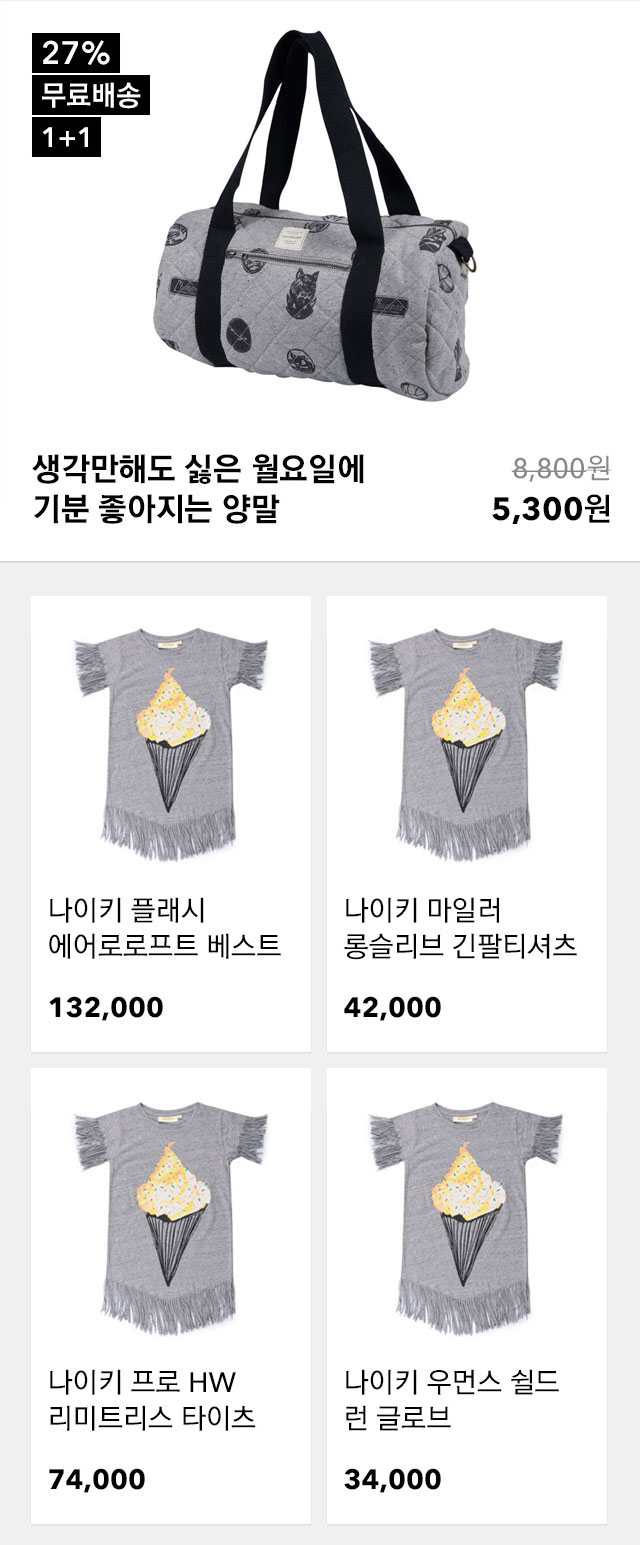 27%
무료배송
1+1
생각만해도 싫은 월요일에
기분 좋아지는 양말
8,800원
5,300원
나이키 플래시
에어로로프트 베스트
132,000
나이키 마일러
롱슬리브 긴팔티셔츠
42,000
나이키 프로 HW
리미트리스 타이츠
74,000
나이키 우먼스 쉴드
런 글로브
34,000